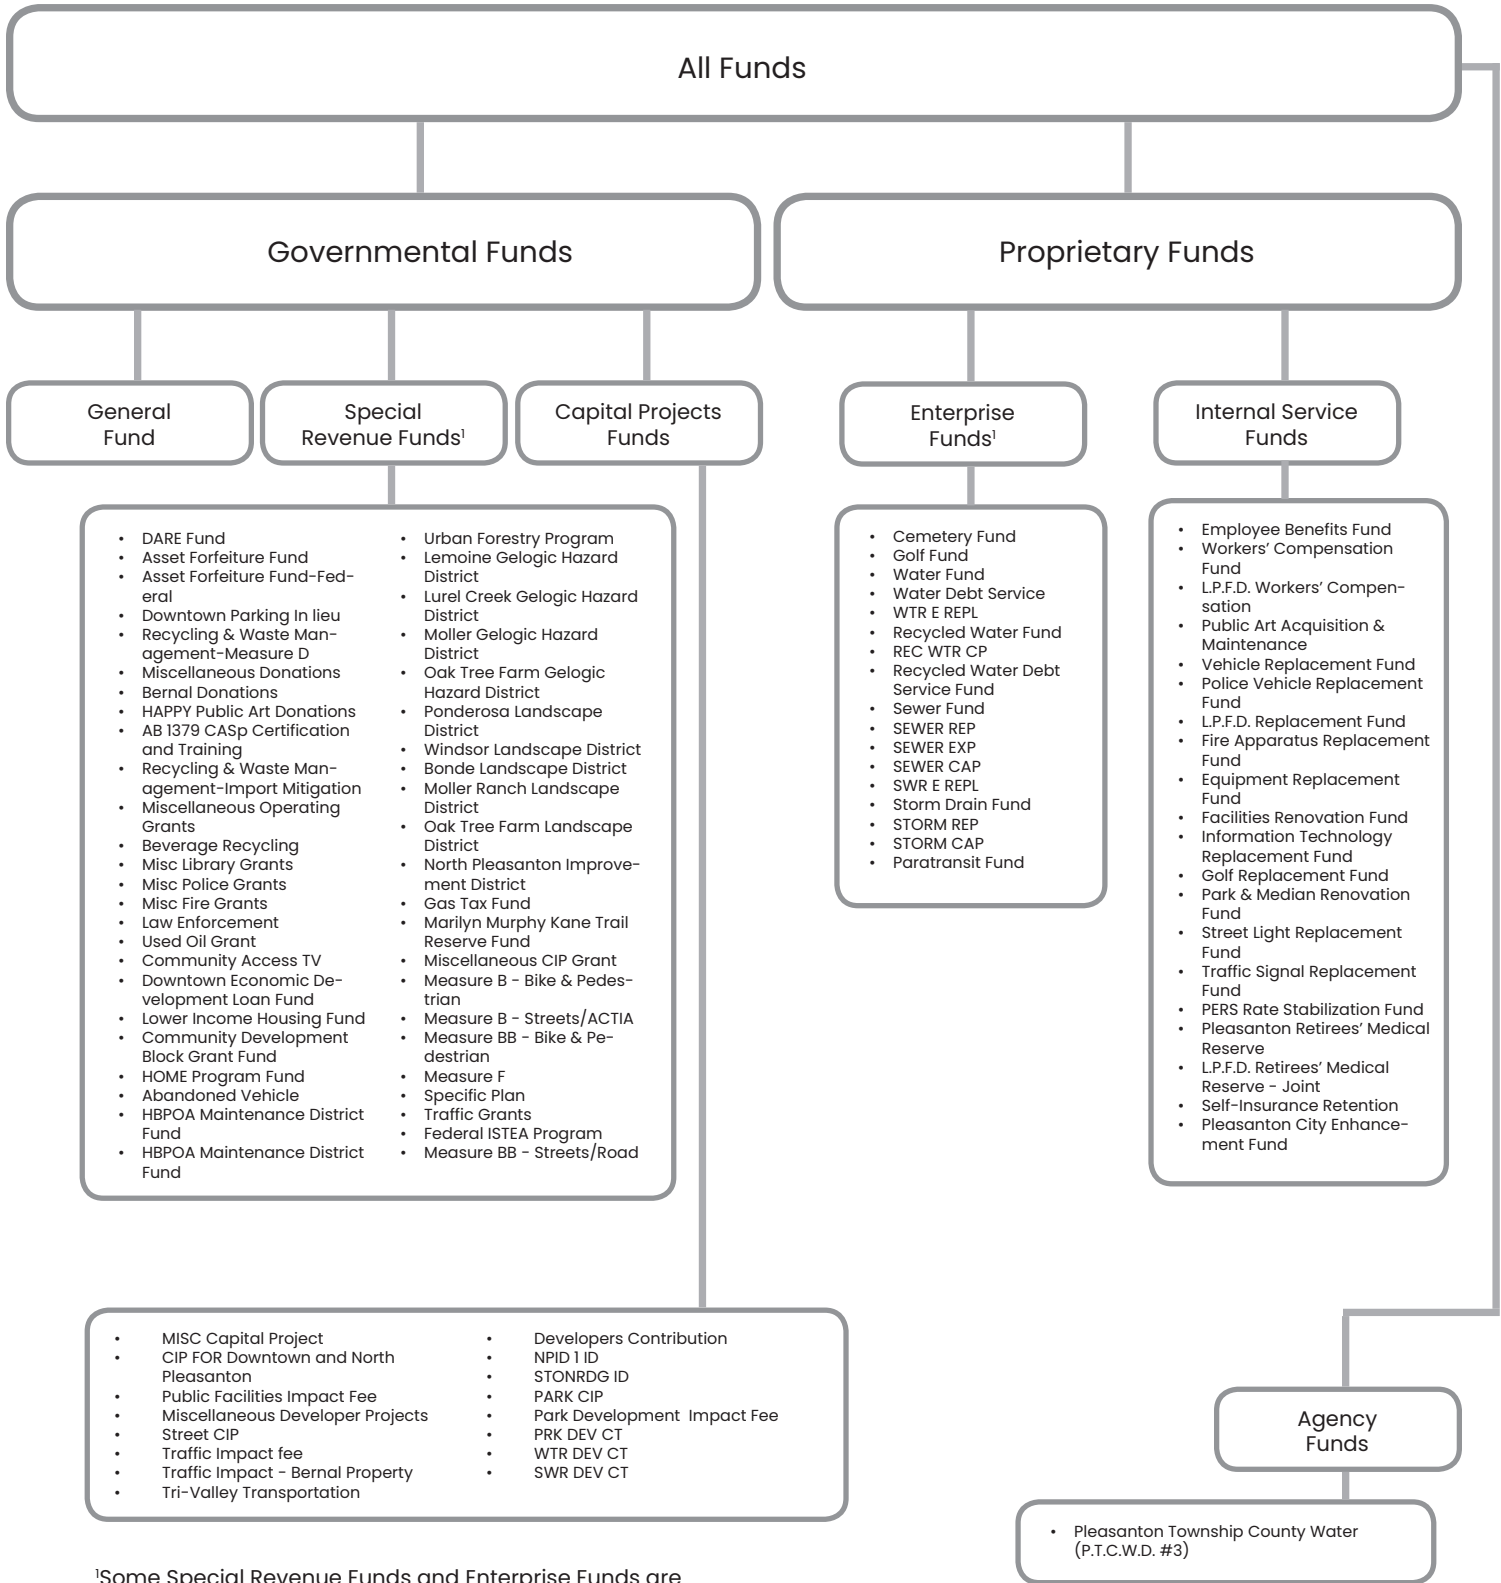 All Funds
Governmental Funds
Proprietary Funds
General
Fund
Special
Revenue Funds¹
Capital Projects
Funds
Enterprise
Funds¹
Internal Service
Funds
• DARE Fund
• Asset Forfeiture Fund
• Asset Forfeiture Fund-Fed-
eral
• Downtown Parking In lieu
• Recycling & Waste Man-
agement-Measure D
• Miscellaneous Donations
• Bernal Donations
• HAPPY Public Art Donations
• AB 1379 CASp Certification
and Training
• Recycling & Waste Man-
agement-Import Mitigation
• Miscellaneous Operating
Grants
• Beverage Recycling
• Misc Library Grants
• Misc Police Grants
• Misc Fire Grants
• Law Enforcement
• Used Oil Grant
• Community Access TV
• Downtown Economic De-
velopment Loan Fund
• Lower Income Housing Fund
• Community Development
Block Grant Fund
• HOME Program Fund
• Abandoned Vehicle
• HBPOA Maintenance District
Fund
• HBPOA Maintenance District
Fund
• Urban Forestry Program
• Lemoine Gelogic Hazard
District
• Lurel Creek Gelogic Hazard
District
• Moller Gelogic Hazard
District
• Oak Tree Farm Gelogic
Hazard District
• Ponderosa Landscape
District
• Windsor Landscape District
• Bonde Landscape District
• Moller Ranch Landscape
District
• Oak Tree Farm Landscape
District
• North Pleasanton Improve-
ment District
• Gas Tax Fund
• Marilyn Murphy Kane Trail
Reserve Fund
• Miscellaneous CIP Grant
• Measure B - Bike & Pedes-
trian
• Measure B - Streets/ACTIA
• Measure BB - Bike & Pe-
destrian
• Measure F
• Specific Plan
• Traffic Grants
• Federal ISTEA Program
• Measure BB - Streets/Road
• Cemetery Fund
• Golf Fund
• Water Fund
• Water Debt Service
• WTR E REPL
• Recycled Water Fund
• REC WTR CP
• Recycled Water Debt
Service Fund
• Sewer Fund
• SEWER REP
• SEWER EXP
• SEWER CAP
• SWR E REPL
• Storm Drain Fund
• STORM REP
• STORM CAP
• Paratransit Fund
• Employee Benefits Fund
• Workers’ Compensation
Fund
• L.P.F.D. Workers’ Compen-
sation
• Public Art Acquisition &
Maintenance
• Vehicle Replacement Fund
• Police Vehicle Replacement
Fund
• L.P.F.D. Replacement Fund
• Fire Apparatus Replacement
Fund
• Equipment Replacement
Fund
• Facilities Renovation Fund
• Information Technology
Replacement Fund
• Golf Replacement Fund
• Park & Median Renovation
Fund
• Street Light Replacement
Fund
• Traffic Signal Replacement
Fund
• PERS Rate Stabilization Fund
• Pleasanton Retirees’ Medical
Reserve
• L.P.F.D. Retirees’ Medical
Reserve - Joint
• Self-Insurance Retention
• Pleasanton City Enhance-
ment Fund
• MISC Capital Project
• CIP FOR Downtown and North
Pleasanton
• Public Facilities Impact Fee
• Miscellaneous Developer Projects
• Street CIP
• Traffic Impact fee
• Traffic Impact - Bernal Property
• Tri-Valley Transportation
• Developers Contribution
• NPID 1 ID
• STONRDG ID
• PARK CIP
• Park Development Impact Fee
• PRK DEV CT
• WTR DEV CT
• SWR DEV CT
Agency
Funds
• Pleasanton Township County Water
(P.T.C.W.D. #3)
¹Some Special Revenue Funds and Enterprise Funds are